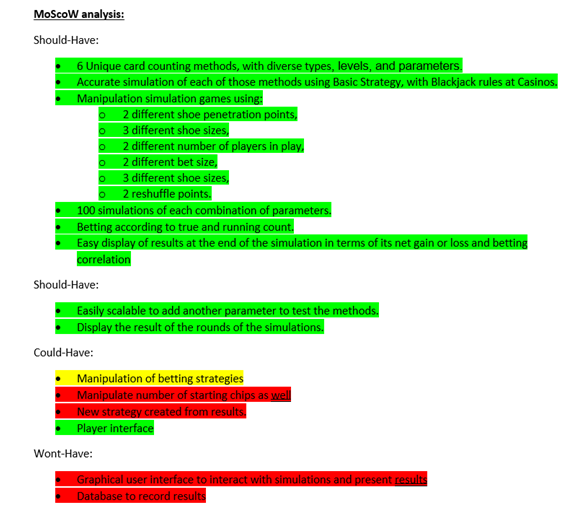 MoScoW analysis:
Should-Have:
• 6 Unique card counting methods, with diverse types, levels, and parameters.
• Accurate simulation of each of those methods using Basic Strategy, with Blackjack rules at Casinos.
• Manipulation simulation games using:
o 2 different shoe penetration points,
o 3 different shoe sizes,
o 2 different number of players in play,
o 2 different bet size,
o 3 different shoe sizes,
o 2 reshuffle points.
• 100 simulations of each combination of parameters.
• Betting according to true and running count.
• Easy display of results at the end of the simulation in terms of its net gain or loss and betting
correlation
Should-Have:
• Easily scalable to add another parameter to test the methods.
• Display the result of the rounds of the simulations.
Could-Have:
• Manipulation of betting strategies
• Manipulate number of starting chips as well
• New strategy created from results.
• Player interface
Wont-Have:
• Graphical user interface to interact with simulations and present results
• Database to record results